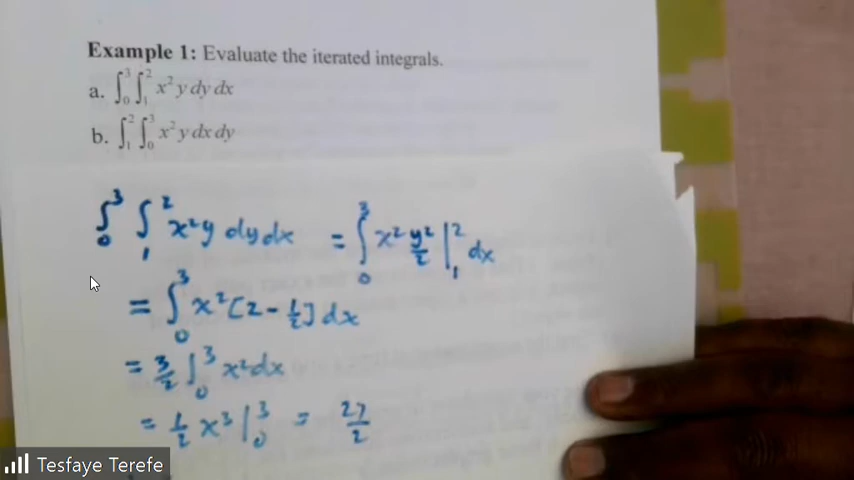 Example 1: Evaluate the iterated integrals.
a. ∫₀³ ∫₁² x² y dy dx
b. ∫₁² ∫₀³ x² y dx dy
∫₀³ ∫₁² x²y dy dx = ∫₀³ x² y²/2 |₁² dx
= ∫₀³ x² [2 - 1/2] dx
= 3/2 ∫₀³ x² dx
= 1/2 x³ |₀³ = 27/2
Tesfaye Terefe